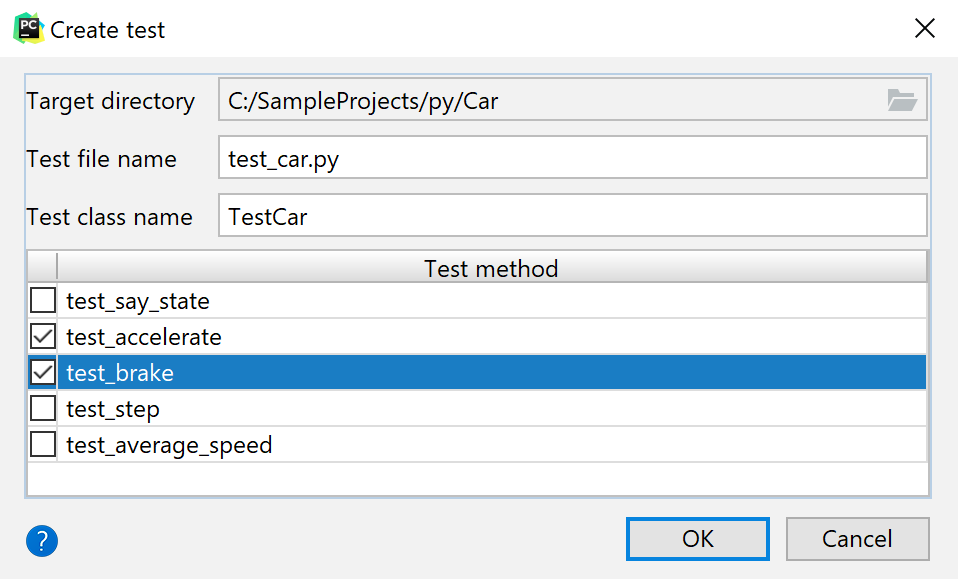 PC Create test
Target directory C:/SampleProjects/py/Car
Test file name test_car.py
Test class name TestCar
Test method
test_say_state
test_accelerate
test_brake
test_step
test_average_speed
? OK Cancel